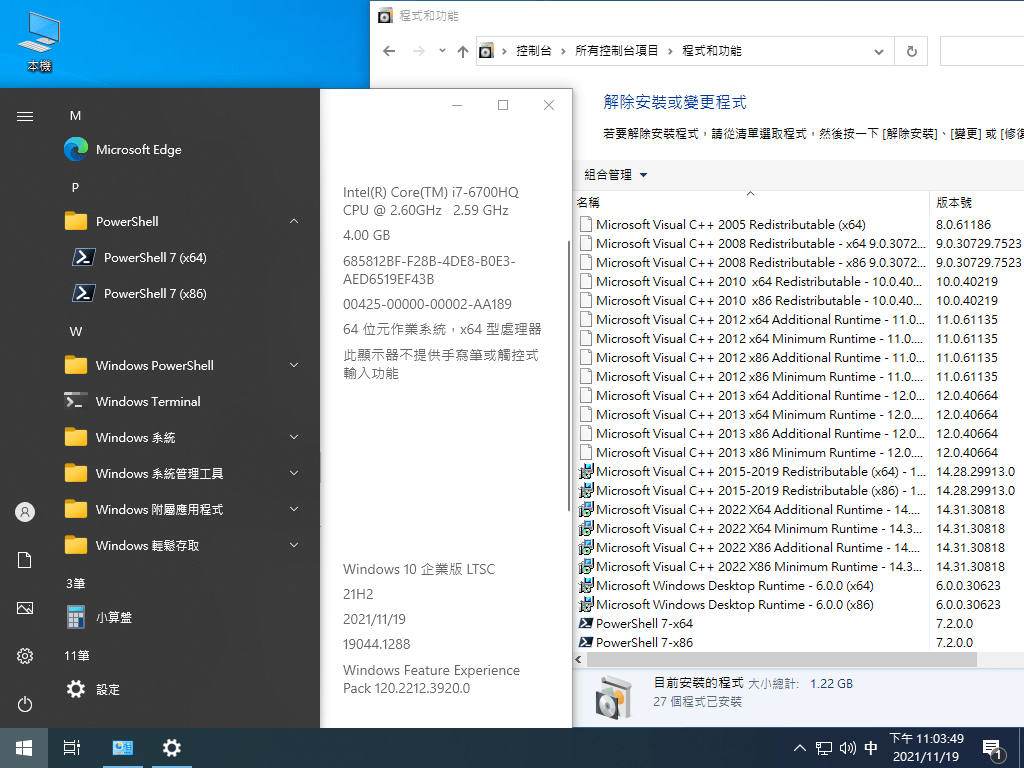 本機
程式和功能
控制台
所有控制台項目
程式和功能
解除安裝或變更程式
若要解除安裝程式，請從清單選取程式，然後按一下 [解除安裝]、[變更] 或 [修復
組合管理
名稱
版本號
Microsoft Visual C++ 2005 Redistributable (x64) 8.0.61186
Microsoft Visual C++ 2008 Redistributable - x64 9.0.3072... 9.0.30729.7523
Microsoft Visual C++ 2008 Redistributable - x86 9.0.3072... 9.0.30729.7523
Microsoft Visual C++ 2010  x64 Redistributable - 10.0.40... 10.0.40219
Microsoft Visual C++ 2010  x86 Redistributable - 10.0.40... 10.0.40219
Microsoft Visual C++ 2012 x64 Additional Runtime - 11.0... 11.0.61135
Microsoft Visual C++ 2012 x64 Minimum Runtime - 11.0.... 11.0.61135
Microsoft Visual C++ 2012 x86 Additional Runtime - 11.0... 11.0.61135
Microsoft Visual C++ 2012 x86 Minimum Runtime - 11.0.... 11.0.61135
Microsoft Visual C++ 2013 x64 Additional Runtime - 12.0... 12.0.40664
Microsoft Visual C++ 2013 x64 Minimum Runtime - 12.0.... 12.0.40664
Microsoft Visual C++ 2013 x86 Additional Runtime - 12.0... 12.0.40664
Microsoft Visual C++ 2013 x86 Minimum Runtime - 12.0.... 12.0.40664
Microsoft Visual C++ 2015-2019 Redistributable (x64) - 1... 14.28.29913.0
Microsoft Visual C++ 2015-2019 Redistributable (x86) - 1... 14.28.29913.0
Microsoft Visual C++ 2022 X64 Additional Runtime - 14.... 14.31.30818
Microsoft Visual C++ 2022 X64 Minimum Runtime - 14.3... 14.31.30818
Microsoft Visual C++ 2022 X86 Additional Runtime - 14.... 14.31.30818
Microsoft Visual C++ 2022 X86 Minimum Runtime - 14.3... 14.31.30818
Microsoft Windows Desktop Runtime - 6.0.0 (x64) 6.0.0.30623
Microsoft Windows Desktop Runtime - 6.0.0 (x86) 6.0.0.30623
PowerShell 7-x64 7.2.0.0
PowerShell 7-x86 7.2.0.0
目前安裝的程式 大小總計: 1.22 GB
27 個程式已安裝
M
Microsoft Edge
P
PowerShell
PowerShell 7 (x64)
PowerShell 7 (x86)
W
Windows PowerShell
Windows Terminal
Windows 系統
Windows 系統管理工具
Windows 附屬應用程式
Windows 輕鬆存取
3筆
小算盤
11筆
設定
Intel(R) Core(TM) i7-6700HQ
CPU @ 2.60GHz   2.59 GHz
4.00 GB
685812BF-F28B-4DE8-B0E3-
AED6519EF43B
00425-00000-00002-AA189
64 位元作業系統，x64 型處理器
此顯示器不提供手寫筆或觸控式
輸入功能
Windows 10 企業版 LTSC
21H2
2021/11/19
19044.1288
Windows Feature Experience
Pack 120.2212.3920.0
中
下午 11:03:49
2021/11/19
1